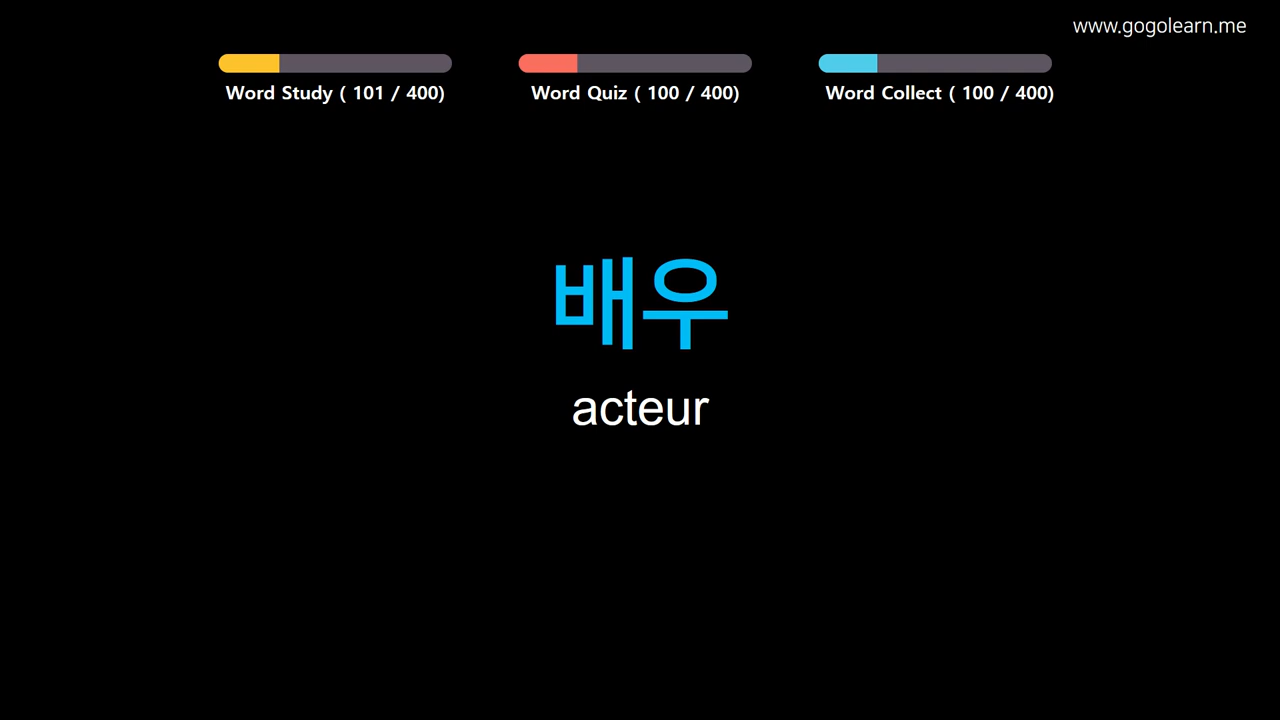 www.gogolearn.me
Word Study ( 101 / 400)
Word Quiz ( 100 / 400)
Word Collect ( 100 / 400)
배우
acteur